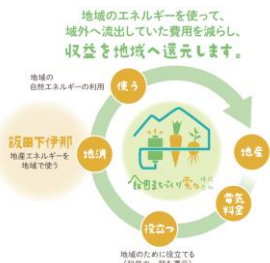 地域のエネルギーを使って、
域外へ流出していた費用を減らし、
収益を地域へ還元します。
地域の
自然エネルギーの利用
使う
飯田下伊那
地産エネルギーを
地域で使う
地消
地産
電気
料金
役立つ
地域のために役立てる